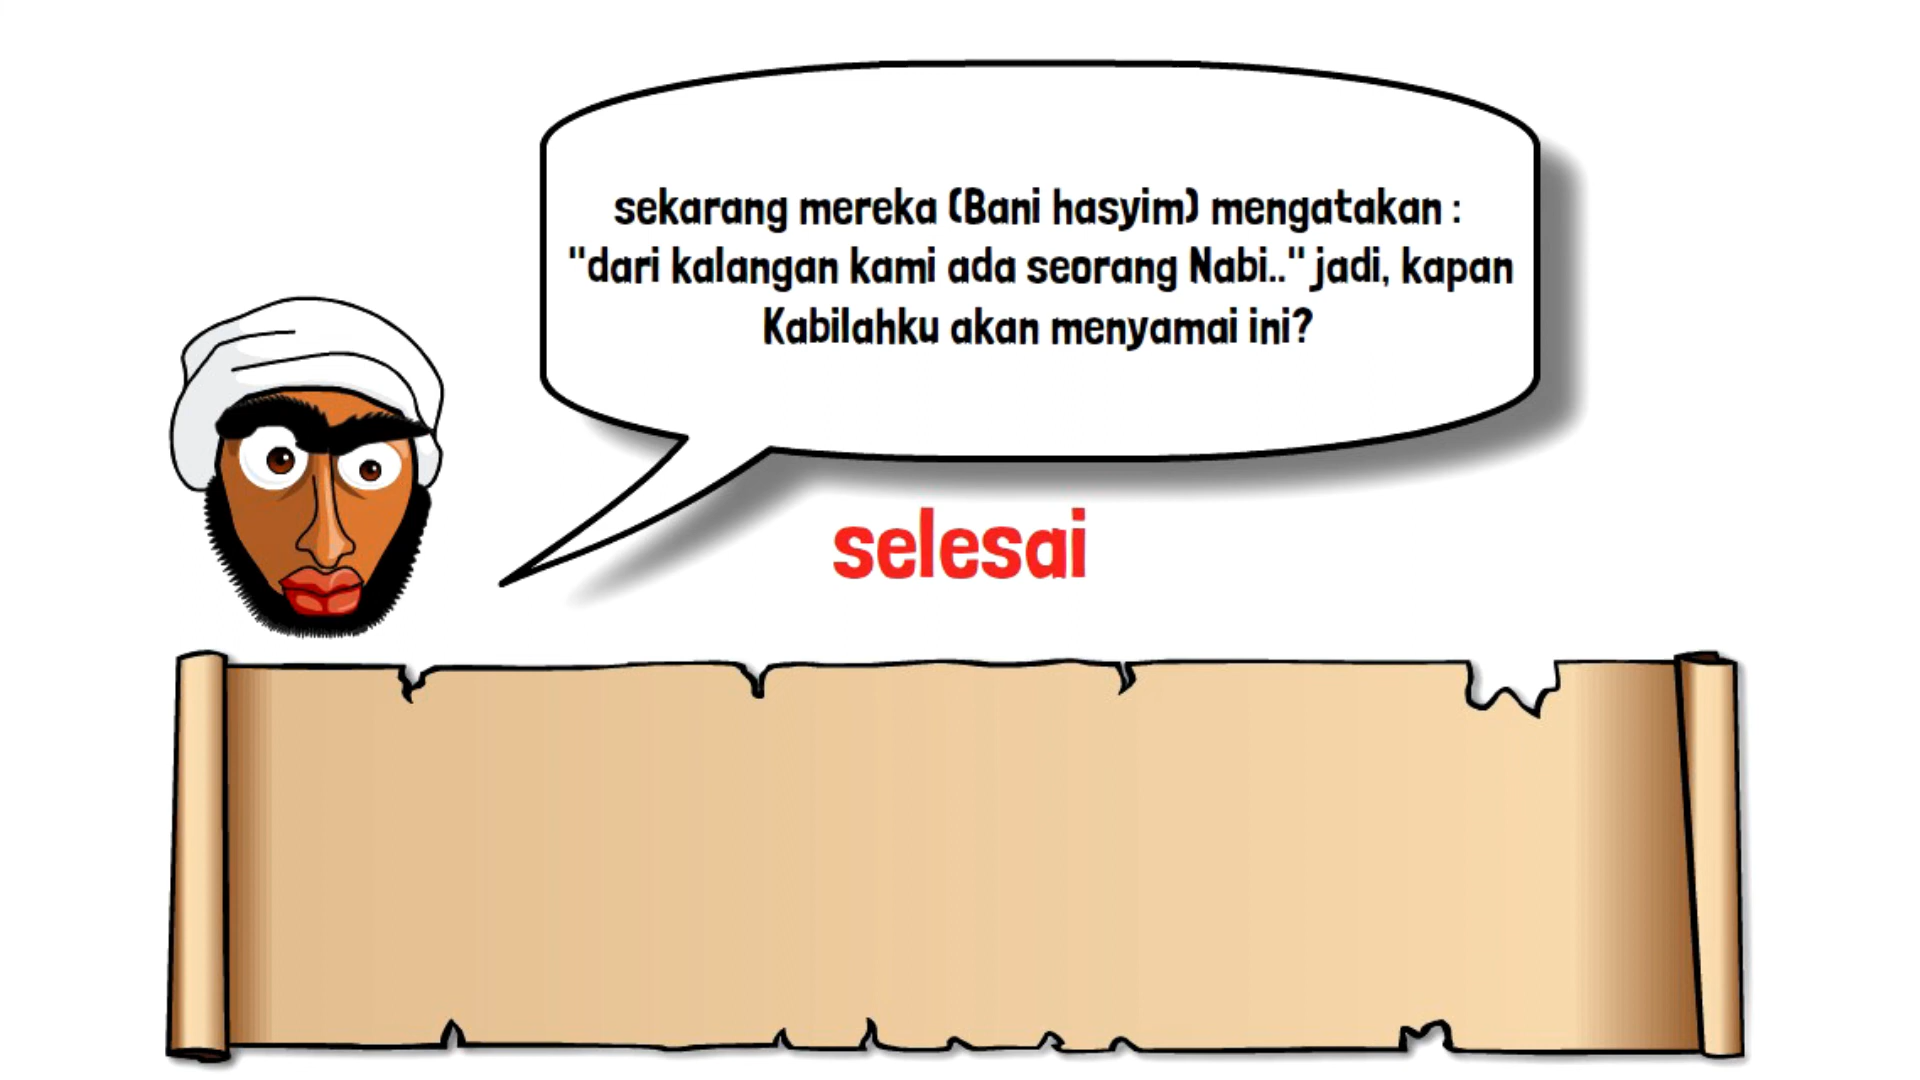 sekarang mereka (Bani hasyim) mengatakan :
"dari kalangan kami ada seorang Nabi.." jadi, kapan
Kabilahku akan menyamai ini?
selesai